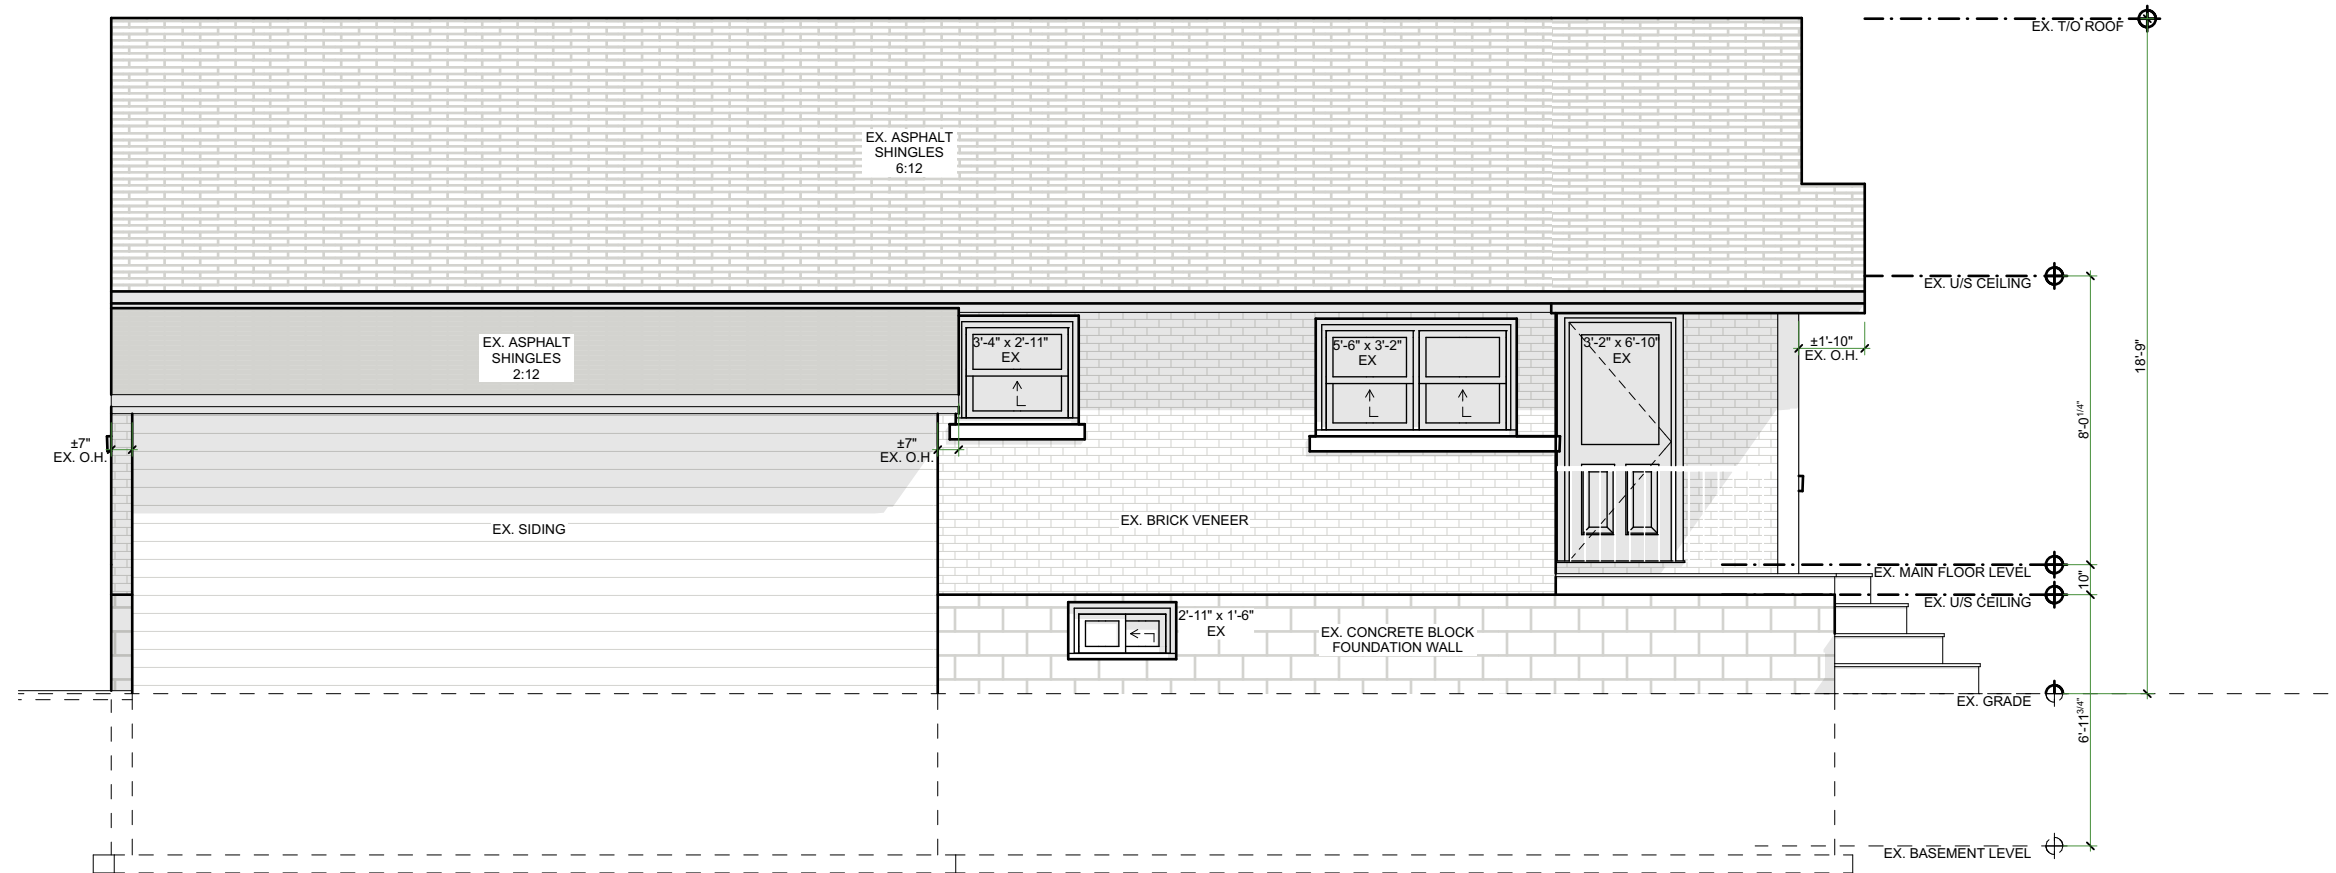 EX. T/O ROOF
EX. ASPHALT
SHINGLES
6:12
EX. U/S CEILING
EX. ASPHALT
SHINGLES
2:12
3'-4" x 2'-11"
EX
5'-6" x 3'-2"
EX
3'-2" x 6'-10"
EX
±1'-10"
EX. O.H.
18'-9"
8'-0 1/4"
±7"
EX. O.H.
±7"
EX. O.H.
EX. SIDING
EX. BRICK VENEER
EX. MAIN FLOOR LEVEL
10"
EX. U/S CEILING
2'-11" x 1'-6"
EX
EX. CONCRETE BLOCK
FOUNDATION WALL
EX. GRADE
6'-11 3/4"
EX. BASEMENT LEVEL